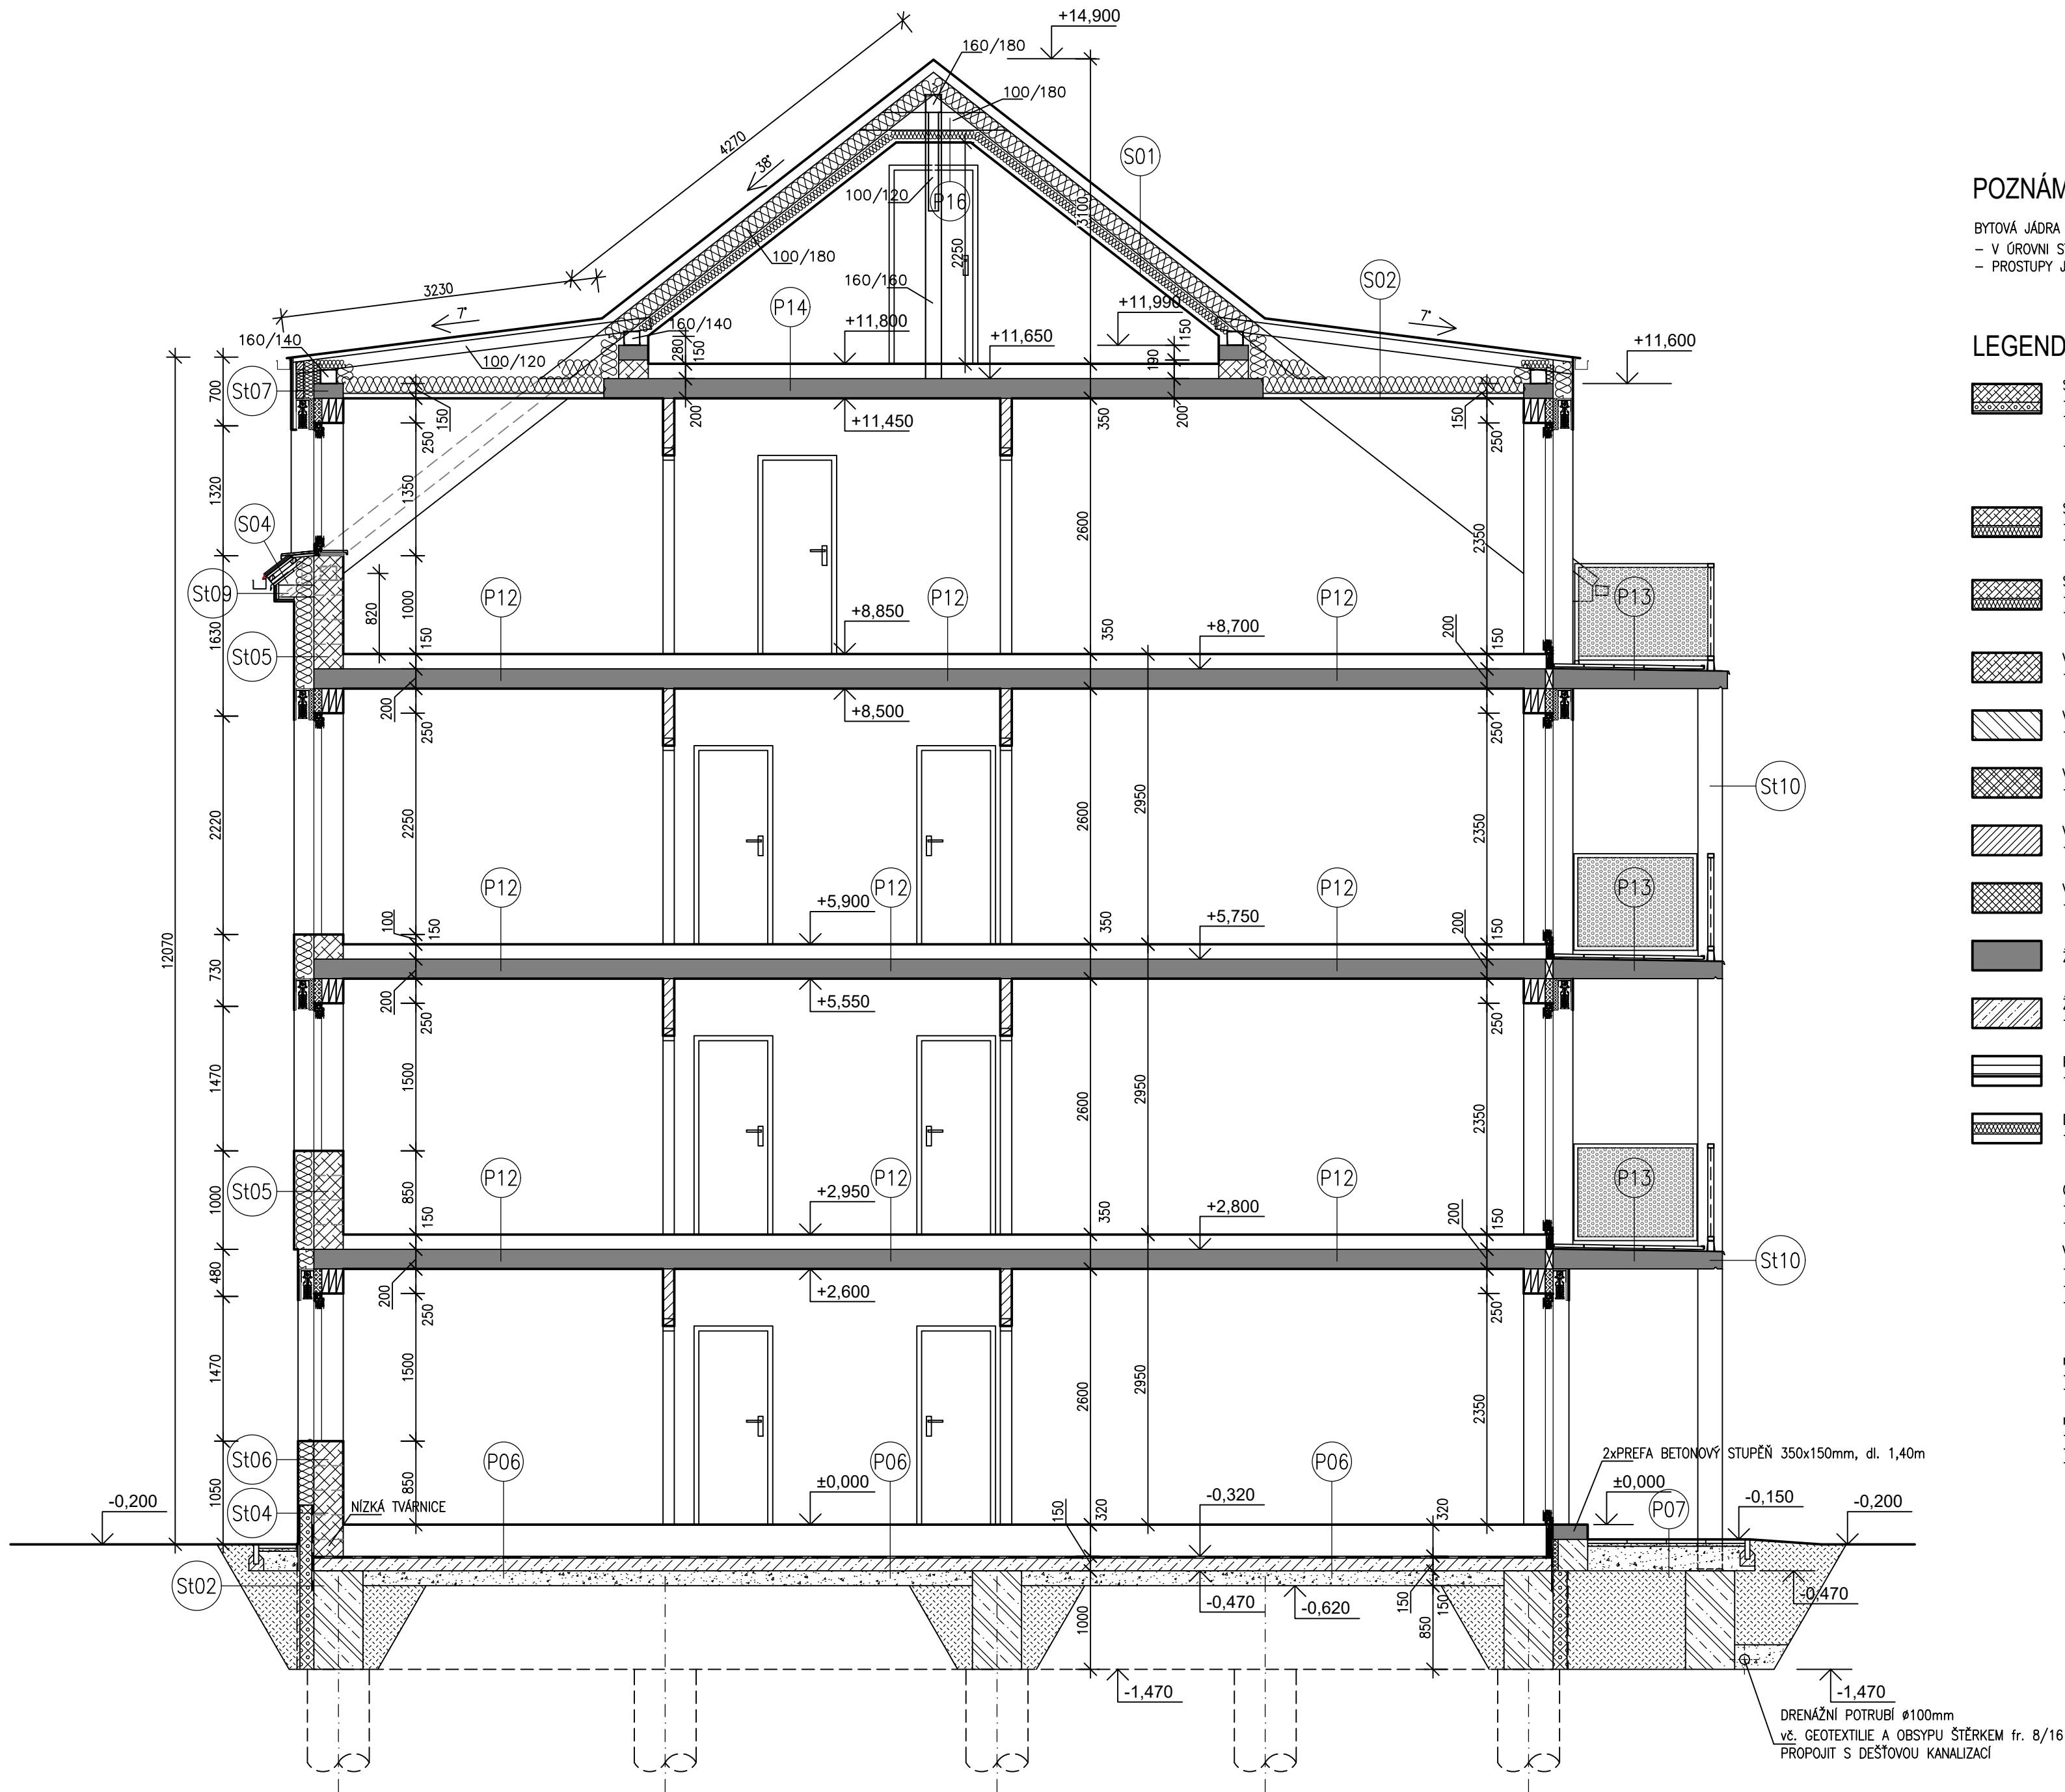 +14,900
160/180
100/180
4270
38°
S01
100/120
P16
3100
2250
100/180
160/160
3230
7°
P14
S02
+11,990
7°
160/140
+11,800
+11,650
150
160/140
280
150
190
+11,600
100/120
700
St07
150
200
+11,450
350
200
150
250
250
1320
1350
2600
2350
S04
St09
820
1000
P12
P12
P12
P13
1630
+8,850
+8,700
200
150
350
150
St05
200
+8,500
250
250
2220
2250
2600
2950
2350
St10
P12
P12
P12
P13
12070
+5,900
+5,750
100
150
350
200
150
730
200
+5,550
250
250
1470
1500
2600
2950
2350
St05
1000
850
P12
P12
P12
P13
+2,950
+2,800
150
350
200
150
480
200
+2,600
250
250
St10
1470
1500
2600
2950
2350
St06
P06
P06
P06
2xPREFA BETONOVÝ STUPĚŇ 350x150mm, dl. 1,40m
1050
850
±0,000
-0,320
±0,000
P07
-0,150
-0,200
-0,200
St04
NÍZKÁ TVÁRNICE
150
320
320
St02
-0,470
-0,620
150
150
-0,470
1000
850
-1,470
-1,470
DRENÁŽNÍ POTRUBÍ ø100mm
vč. GEOTEXTILIE A OBSYPU ŠTĚRKEM fr. 8/16
PROPOJIT S DEŠŤOVOU KANALIZACÍ
POZNÁM
BYTOVÁ JÁDRA
- V ÚROVNI S
- PROSTUPY J
LEGEND